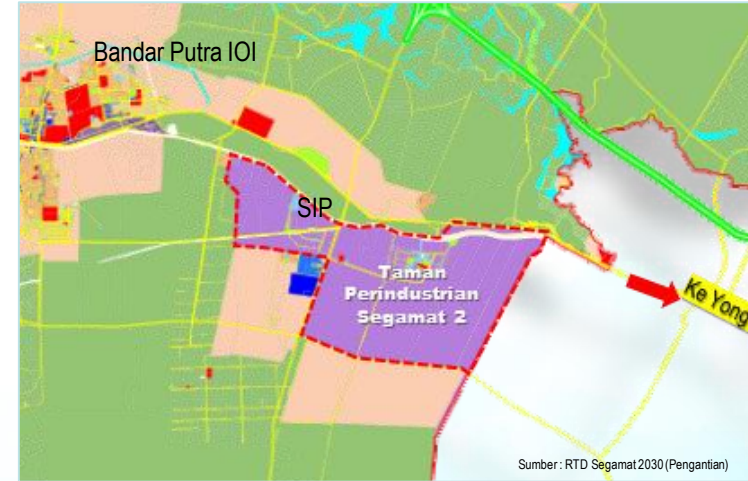 Bandar Putra IOI
SIP
Taman
Perindustrian
Segamat 2
Ke Yong
Sumber : RTD Segamat 2030 (Pengantian)